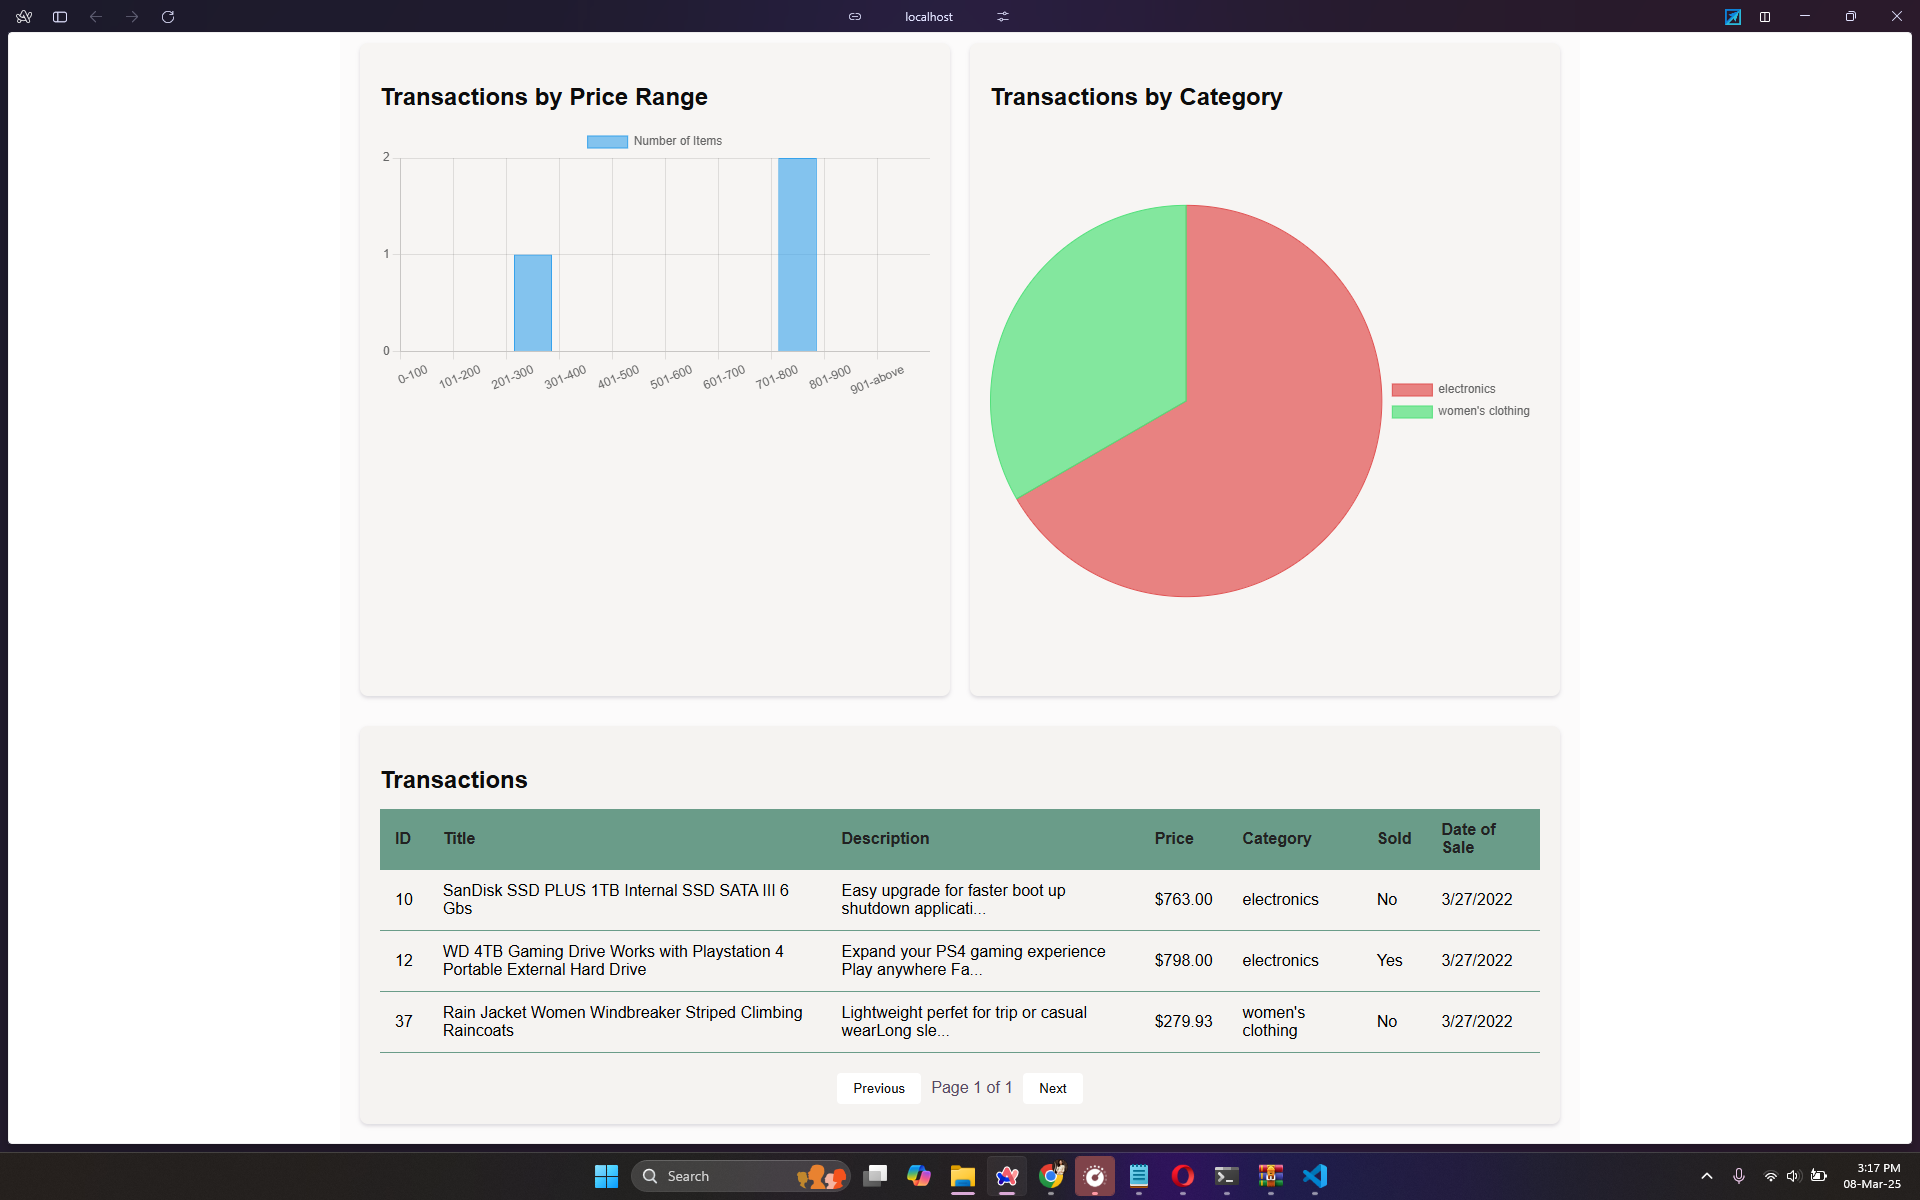 localhost
Transactions by Price Range
Number of Items
2
1
0
0-100
101-200
201-300
301-400
401-500
501-600
601-700
701-800
801-900
901-above
Transactions by Category
electronics
women's clothing
Transactions
ID Title Description Price Category Sold Date of
Sale
10 SanDisk SSD PLUS 1TB Internal SSD SATA III 6
Gbs Easy upgrade for faster boot up
shutdown applicati... $763.00 electronics No 3/27/2022
12 WD 4TB Gaming Drive Works with Playstation 4
Portable External Hard Drive Expand your PS4 gaming experience
Play anywhere Fa... $798.00 electronics Yes 3/27/2022
37 Rain Jacket Women Windbreaker Striped Climbing
Raincoats Lightweight perfet for trip or casual
wearLong sle... $279.93 women's
clothing No 3/27/2022
Previous Page 1 of 1 Next
Search
3:17 PM
08-Mar-25